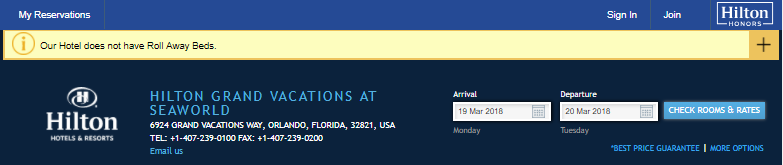 My Reservations
Sign In
Join
Hilton
HONORS
Our Hotel does not have Roll Away Beds.
Hilton
HOTELS & RESORTS
HILTON GRAND VACATIONS AT
SEAWORLD
6924 GRAND VACATIONS WAY, ORLANDO, FLORIDA, 32821, USA
TEL: +1-407-239-0100 FAX: +1-407-239-0200
Email us
Arrival
19 Mar 2018
Monday
Departure
20 Mar 2018
Tuesday
CHECK ROOMS & RATES
*BEST PRICE GUARANTEE | MORE OPTIONS